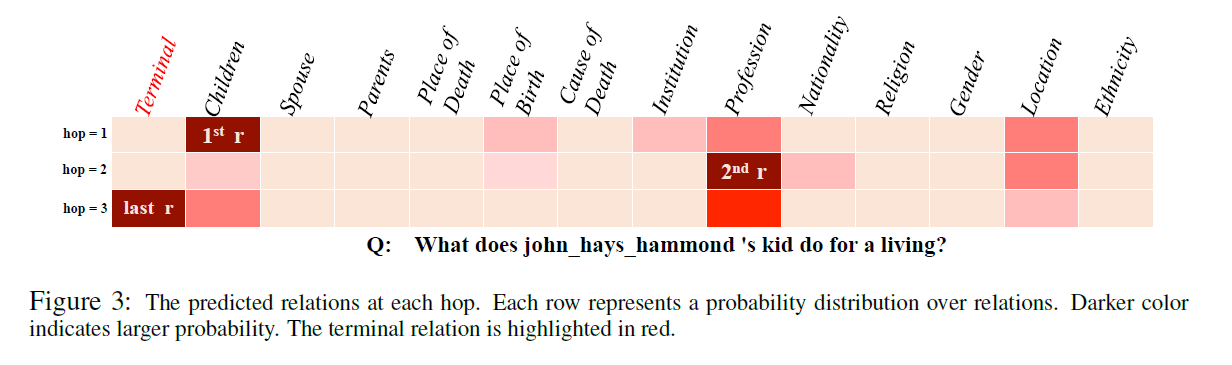 Terminal
Children
Spouse
Parents
Place of
Death
Place of
Birth
Cause of
Death
Institution
Profession
Nationality
Religion
Gender
Location
Ethnicity
hop = 1
1st r
hop = 2
2nd r
hop = 3
last r
Q: What does john_hays_hammond 's kid do for a living?
Figure 3: The predicted relations at each hop. Each row represents a probability distribution over relations. Darker color
indicates larger probability. The terminal relation is highlighted in red.